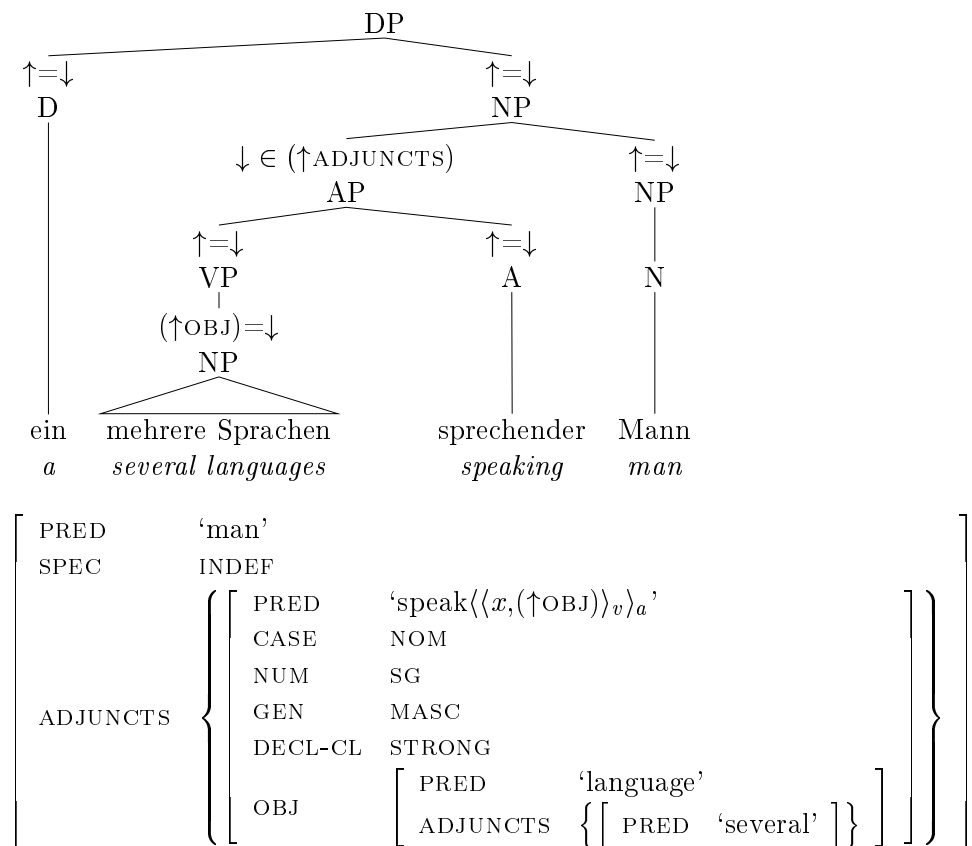 DP
↑=↓ ↑=↓
D NP
↓ ∈ (↑ADJUNCTS) ↑=↓
AP NP
↑=↓ ↑=↓
VP A N
(↑OBJ)=↓
NP
ein mehrere Sprachen sprechender Mann
a several languages speaking man
PRED ‘man’
SPEC INDEF
PRED ‘speak⟨⟨x,(↑OBJ)⟩v⟩a’
CASE NOM
NUM SG
GEN MASC
ADJUNCTS
DECL-CL STRONG
PRED ‘language’
OBJ
ADJUNCTS {[ PRED ‘several’ ]}